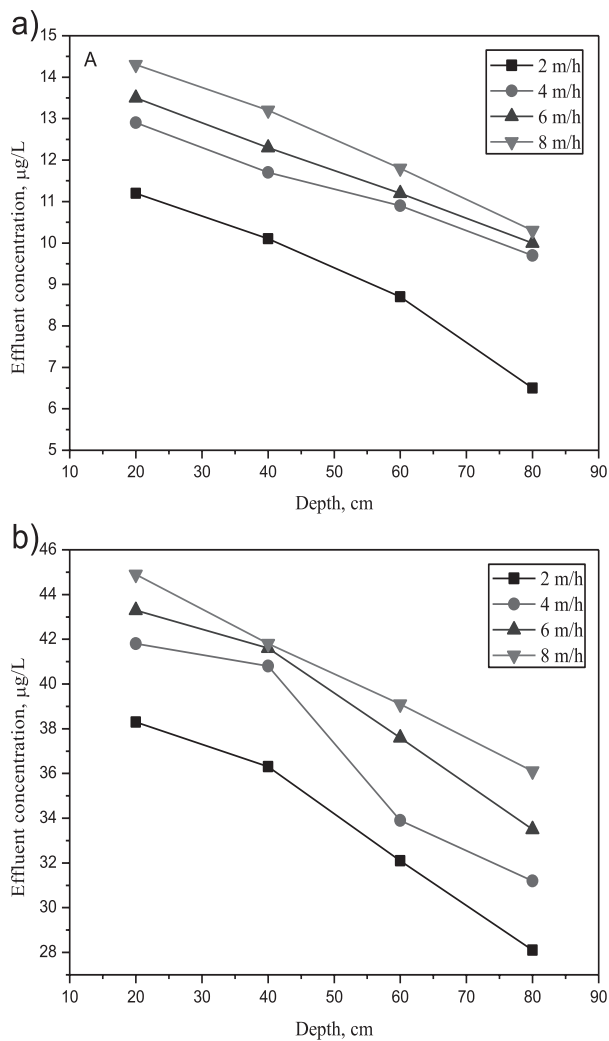 a)
A
2 m/h
4 m/h
6 m/h
8 m/h
15
14
13
12
11
10
9
8
7
6
5
Effluent concentration, µg/L
10 20 30 40 50 60 70 80 90
Depth, cm
b)
2 m/h
4 m/h
6 m/h
8 m/h
46
44
42
40
38
36
34
32
30
28
Effluent concentration, µg/L
10 20 30 40 50 60 70 80 90
Depth, cm